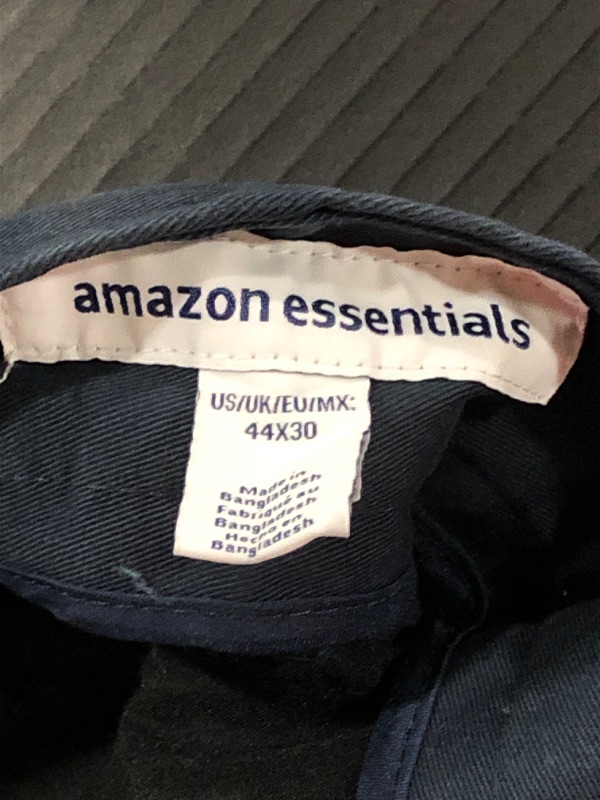 amazon essentials
US/UK/EU/MX:
44X30
Made in
Bangladesh
Fabriqué au
Bangladesh
Hecho en
Bangladesh